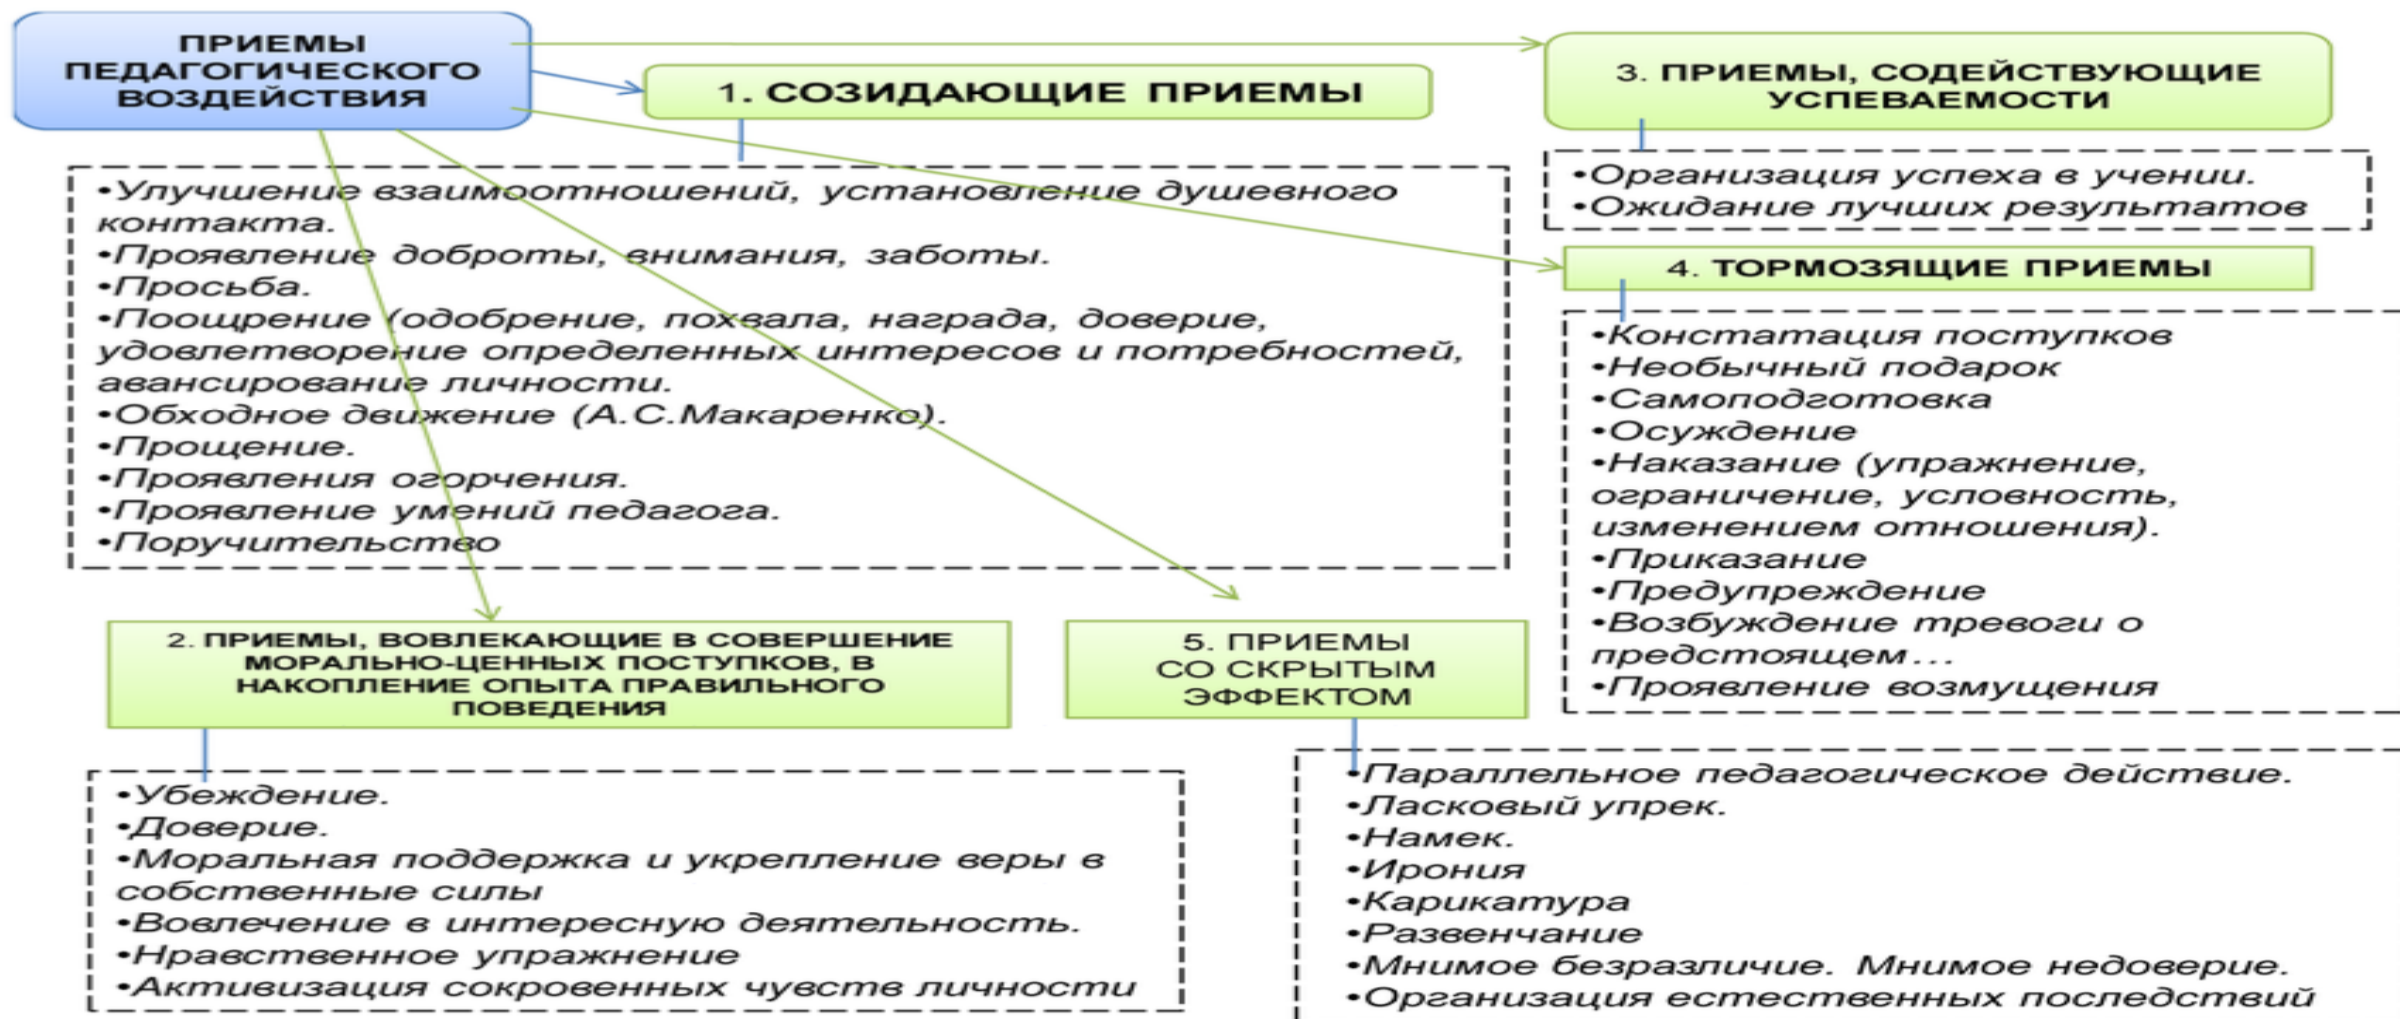 ПРИЕМЫ
ПЕДАГОГИЧЕСКОГО
ВОЗДЕЙСТВИЯ
1. СОЗИДАЮЩИЕ ПРИЕМЫ
•Улучшение взаимоотношений, установление душевного
контакта.
•Проявление доброты, внимания, заботы.
•Просьба.
•Поощрение (одобрение, похвала, награда, доверие,
удовлетворение определенных интересов и потребностей,
авансирование личности.
•Обходное движение (А.С.Макаренко).
•Прощение.
•Проявления огорчения.
•Проявление умений педагога.
•Поручительство
2. ПРИЕМЫ, ВОВЛЕКАЮЩИЕ В СОВЕРШЕНИЕ
МОРАЛЬНО-ЦЕННЫХ ПОСТУПКОВ, В
НАКОПЛЕНИЕ ОПЫТА ПРАВИЛЬНОГО
ПОВЕДЕНИЯ
•Убеждение.
•Доверие.
•Моральная поддержка и укрепление веры в
собственные силы
•Вовлечение в интересную деятельность.
•Нравственное упражнение
•Активизация сокровенных чувств личности
3. ПРИЕМЫ, СОДЕЙСТВУЮЩИЕ
УСПЕВАЕМОСТИ
•Организация успеха в учении.
•Ожидание лучших результатов
4. ТОРМОЗЯЩИЕ ПРИЕМЫ
•Констатация поступков
•Необычный подарок
•Самоподготовка
•Осуждение
•Наказание (упражнение,
ограничение, условность,
изменением отношения).
•Приказание
•Предупреждение
•Возбуждение тревоги о
предстоящем…
•Проявление возмущения
5. ПРИЕМЫ
СО СКРЫТЫМ
ЭФФЕКТОМ
•Параллельное педагогическое действие.
•Ласковый упрек.
•Намек.
•Ирония
•Карикатура
•Развенчание
•Мнимое безразличие. Мнимое недоверие.
•Организация естественных последствий